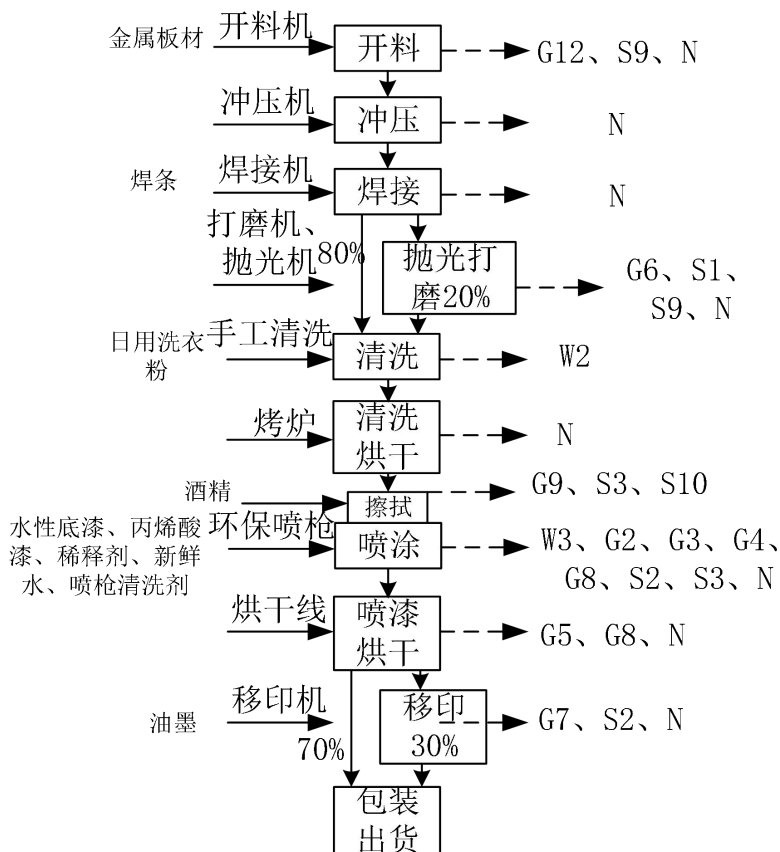 金属板材
开料机
开料
G12、S9、N
冲压机
冲压
N
焊条
焊接机
焊接
N
打磨机、
抛光机
80%
抛光打
磨20%
G6、S1、
S9、N
日用洗衣
粉
手工清洗
清洗
W2
烤炉
清洗
烘干
N
酒精
擦拭
G9、S3、S10
水性底漆、丙烯酸
漆、稀释剂、新鲜
水、喷枪清洗剂
环保喷枪
喷涂
W3、G2、G3、G4、
G8、S2、S3、N
烘干线
喷漆
烘干
G5、G8、N
油墨
移印机
70%
移印
30%
G7、S2、N
包装
出货